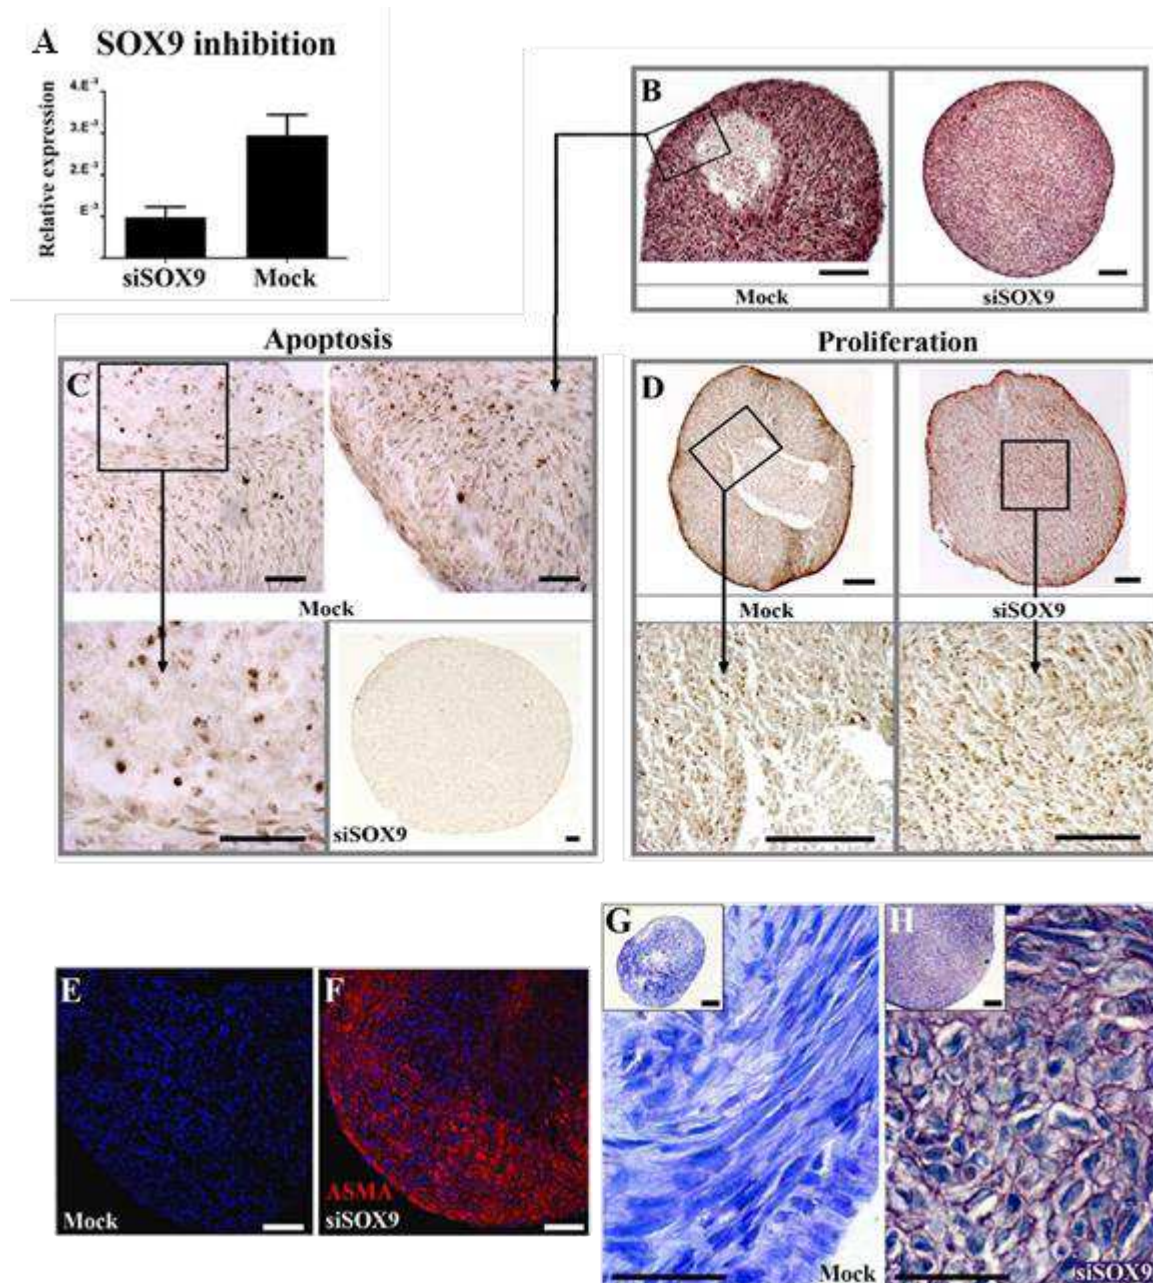 A SOX9 inhibition
Relative expression
4.E⁻³
3.E⁻³
2.E⁻³
E⁻³
siSOX9 Mock
B
Mock siSOX9
Apoptosis
C
Mock
siSOX9
Proliferation
D
Mock siSOX9
E
Mock
F
ASMA
siSOX9
G
Mock
H
siSOX9